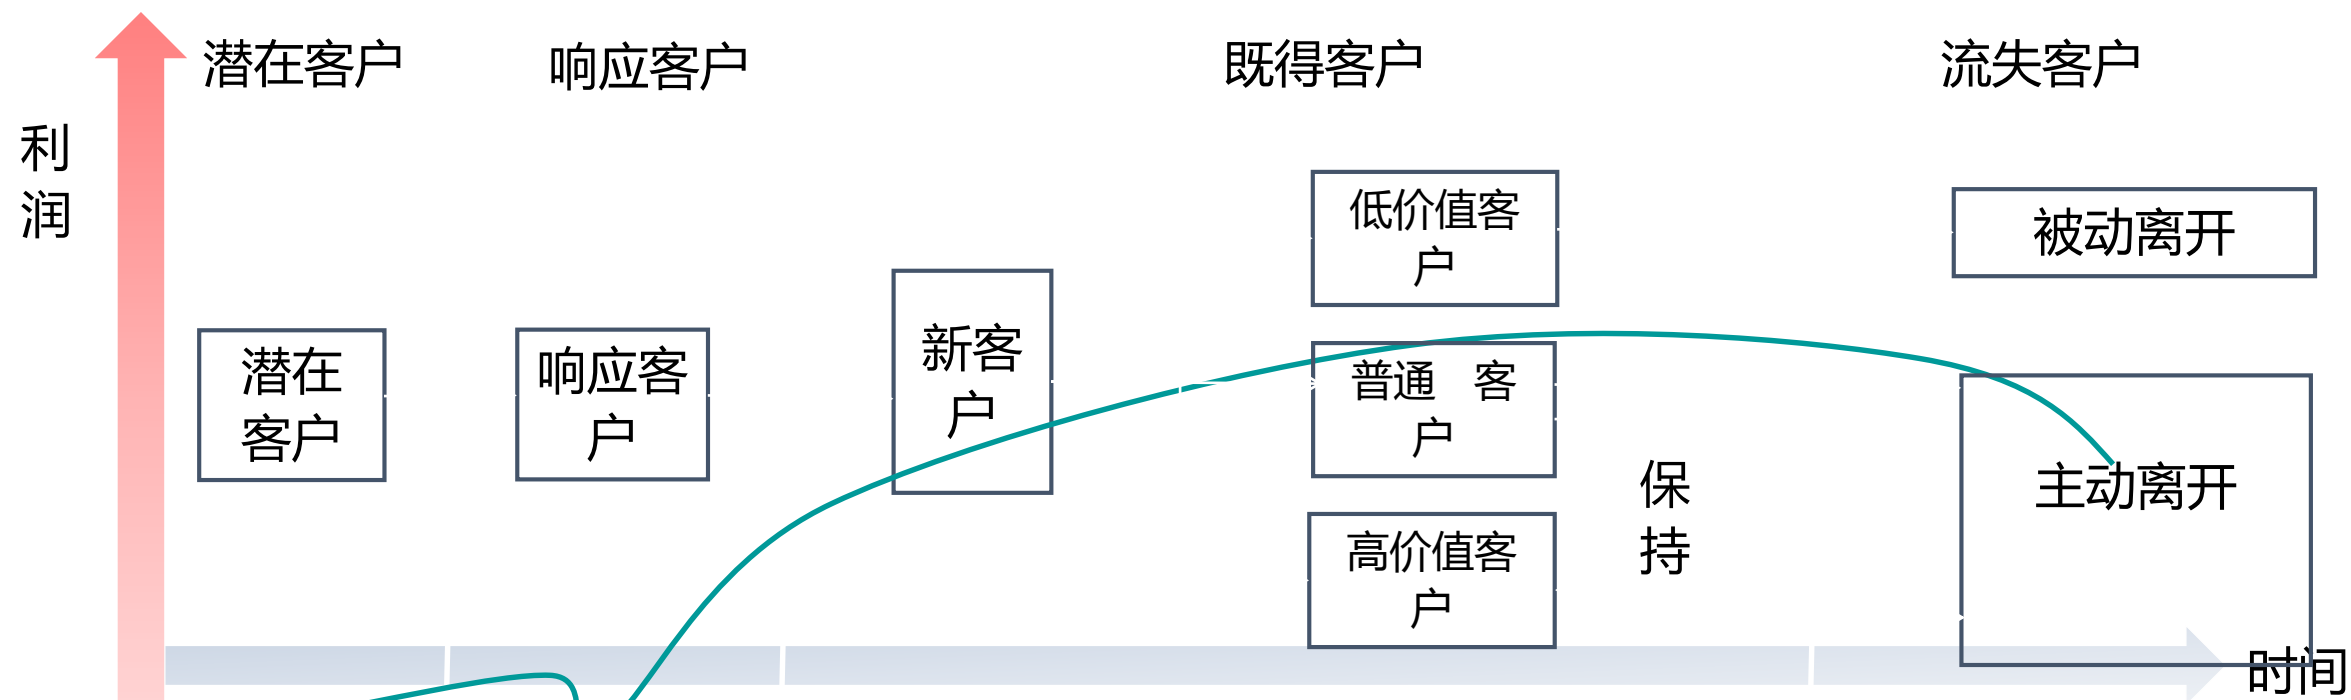 潜在客户
响应客户
既得客户
流失客户
利
润
低价值客
户
被动离开
潜在
客户
响应客
户
新客
户
普通 客
户
保
持
主动离开
高价值客
户
时间